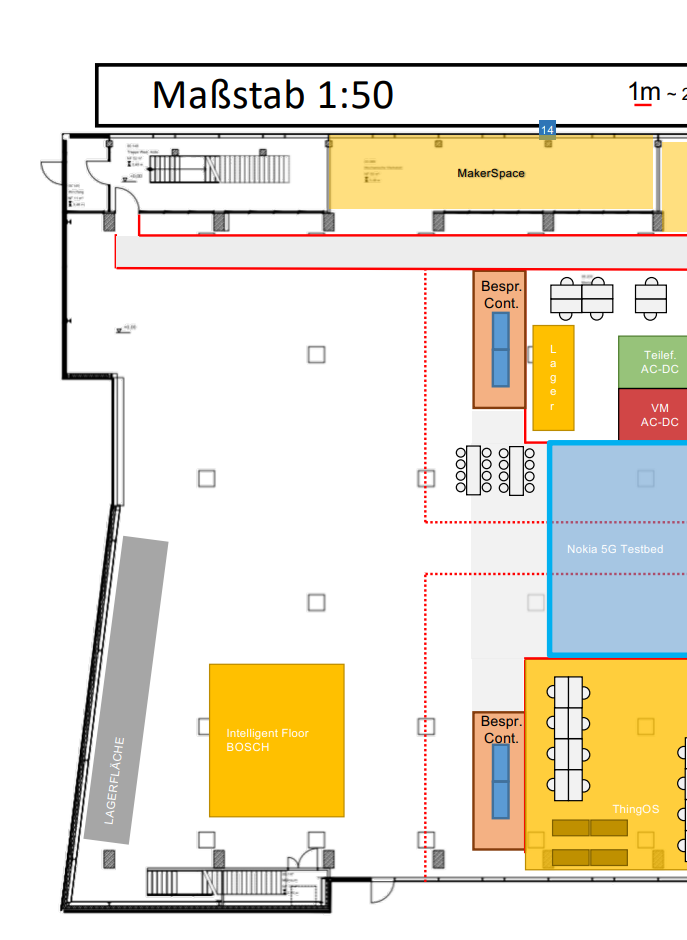 Maßstab 1:50
1m ~ 2
14
MakerSpace
Bespr.
Cont.
L
a
g
e
r
Teilef.
AC-DC
VM
AC-DC
Nokia 5G Testbed
Intelligent Floor
BOSCH
LAGERFLÄCHE
Bespr.
Cont.
ThingOS